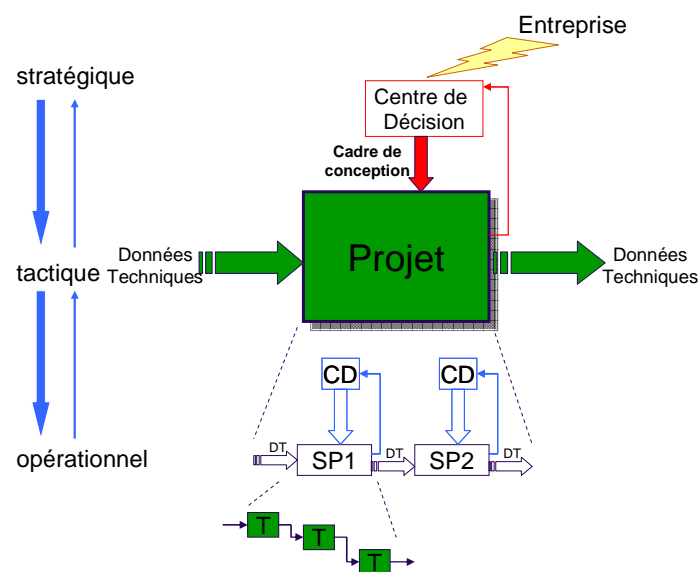 Entreprise
stratégique
Centre de
Décision
Cadre de
conception
Données
Techniques
Projet
Données
Techniques
tactique
CD
CD
DT
SP1
DT
SP2
DT
opérationnel
T
T
T